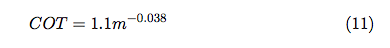 COT = 1.1m^{-0.038} (11)